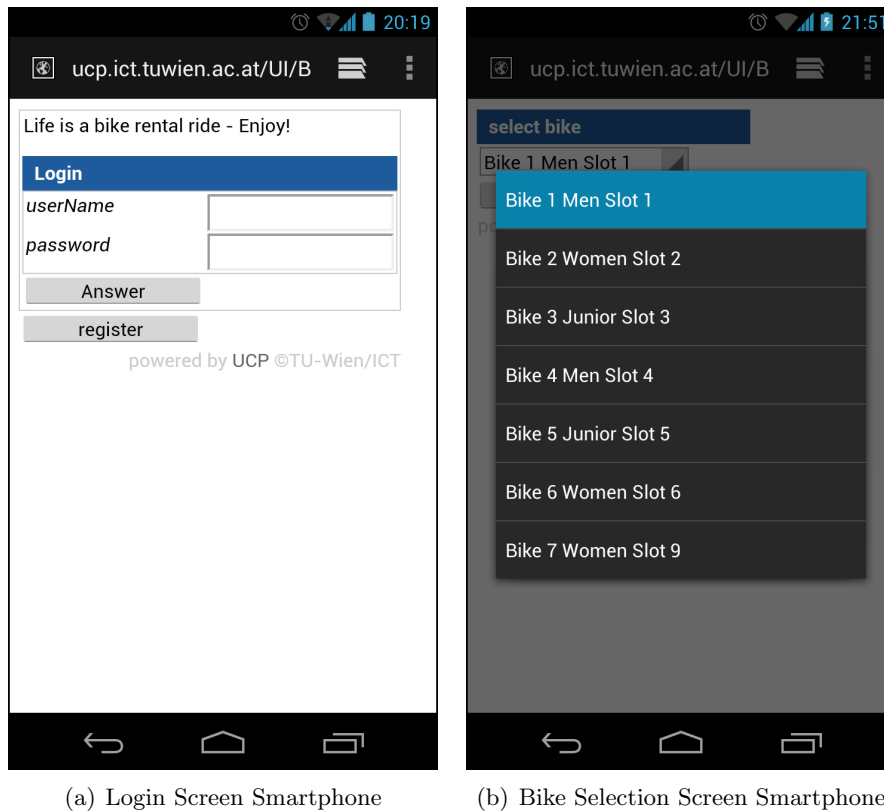 20:19
ucp.ict.tuwien.ac.at/UI/B
Life is a bike rental ride - Enjoy!
Login
userName
password
Answer
register
powered by UCP ©TU-Wien/ICT
(a) Login Screen Smartphone
21:51
ucp.ict.tuwien.ac.at/UI/B
select bike
Bike 1 Men Slot 1
Bike 1 Men Slot 1
Bike 2 Women Slot 2
Bike 3 Junior Slot 3
Bike 4 Men Slot 4
Bike 5 Junior Slot 5
Bike 6 Women Slot 6
Bike 7 Women Slot 9
(b) Bike Selection Screen Smartphone